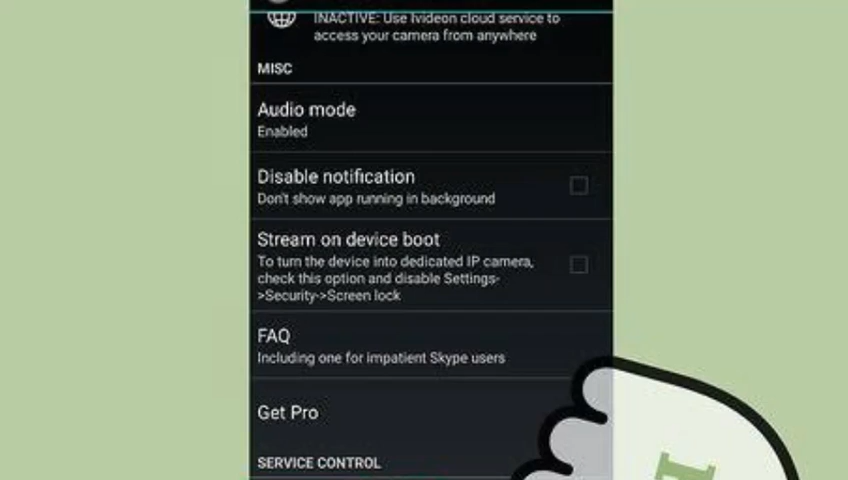 INACTIVE: Use Ivideon cloud service to
access your camera from anywhere
MISC
Audio mode
Enabled
Disable notification
Don't show app running in background
Stream on device boot
To turn the device into dedicated IP camera,
check this option and disable Settings-
>Security->Screen lock
FAQ
Including one for impatient Skype users
Get Pro
SERVICE CONTROL